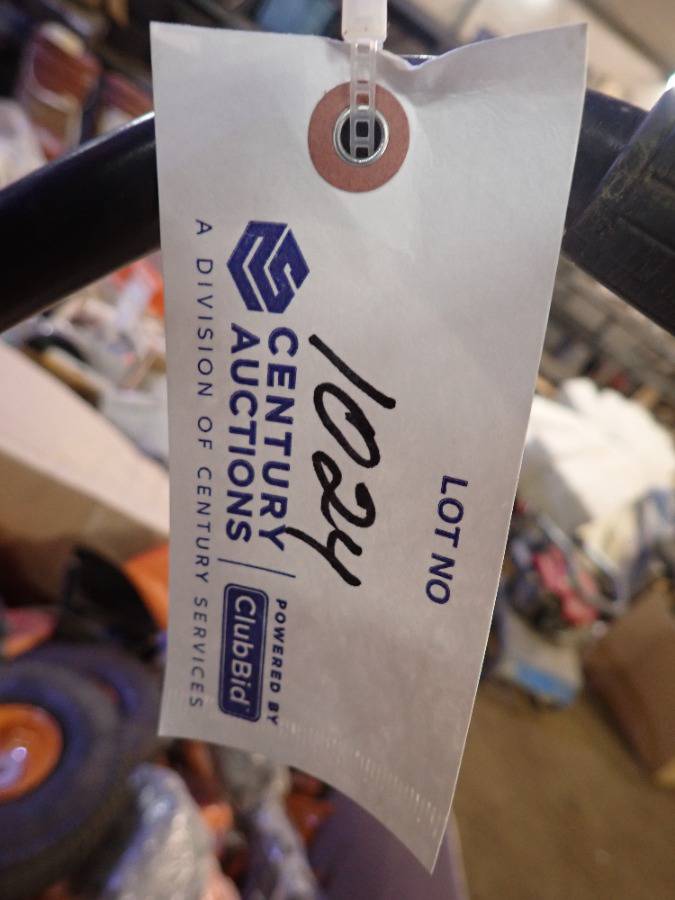 LOT NO
1024
CENTURY
AUCTIONS
POWERED BY
ClubBid
A DIVISION OF CENTURY SERVICES